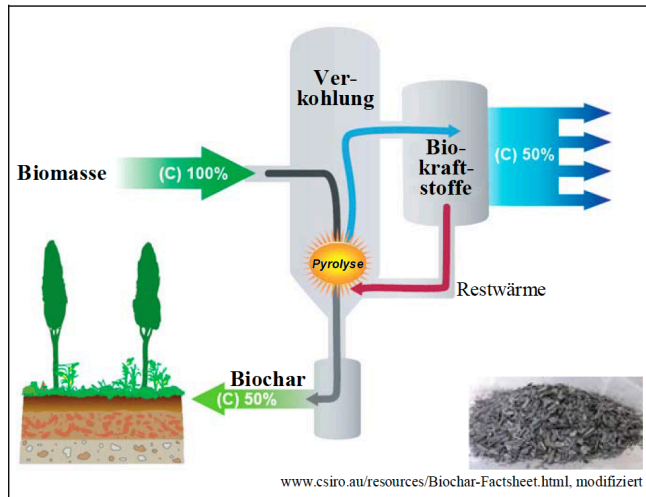 Ver-
kohlung
Bio-
kraft-
stoffe
(C) 50%
Biomasse
(C) 100%
Pyrolyse
Restwärme
Biochar
(C) 50%
www.csiro.au/resources/Biochar-Factsheet.html, modifiziert